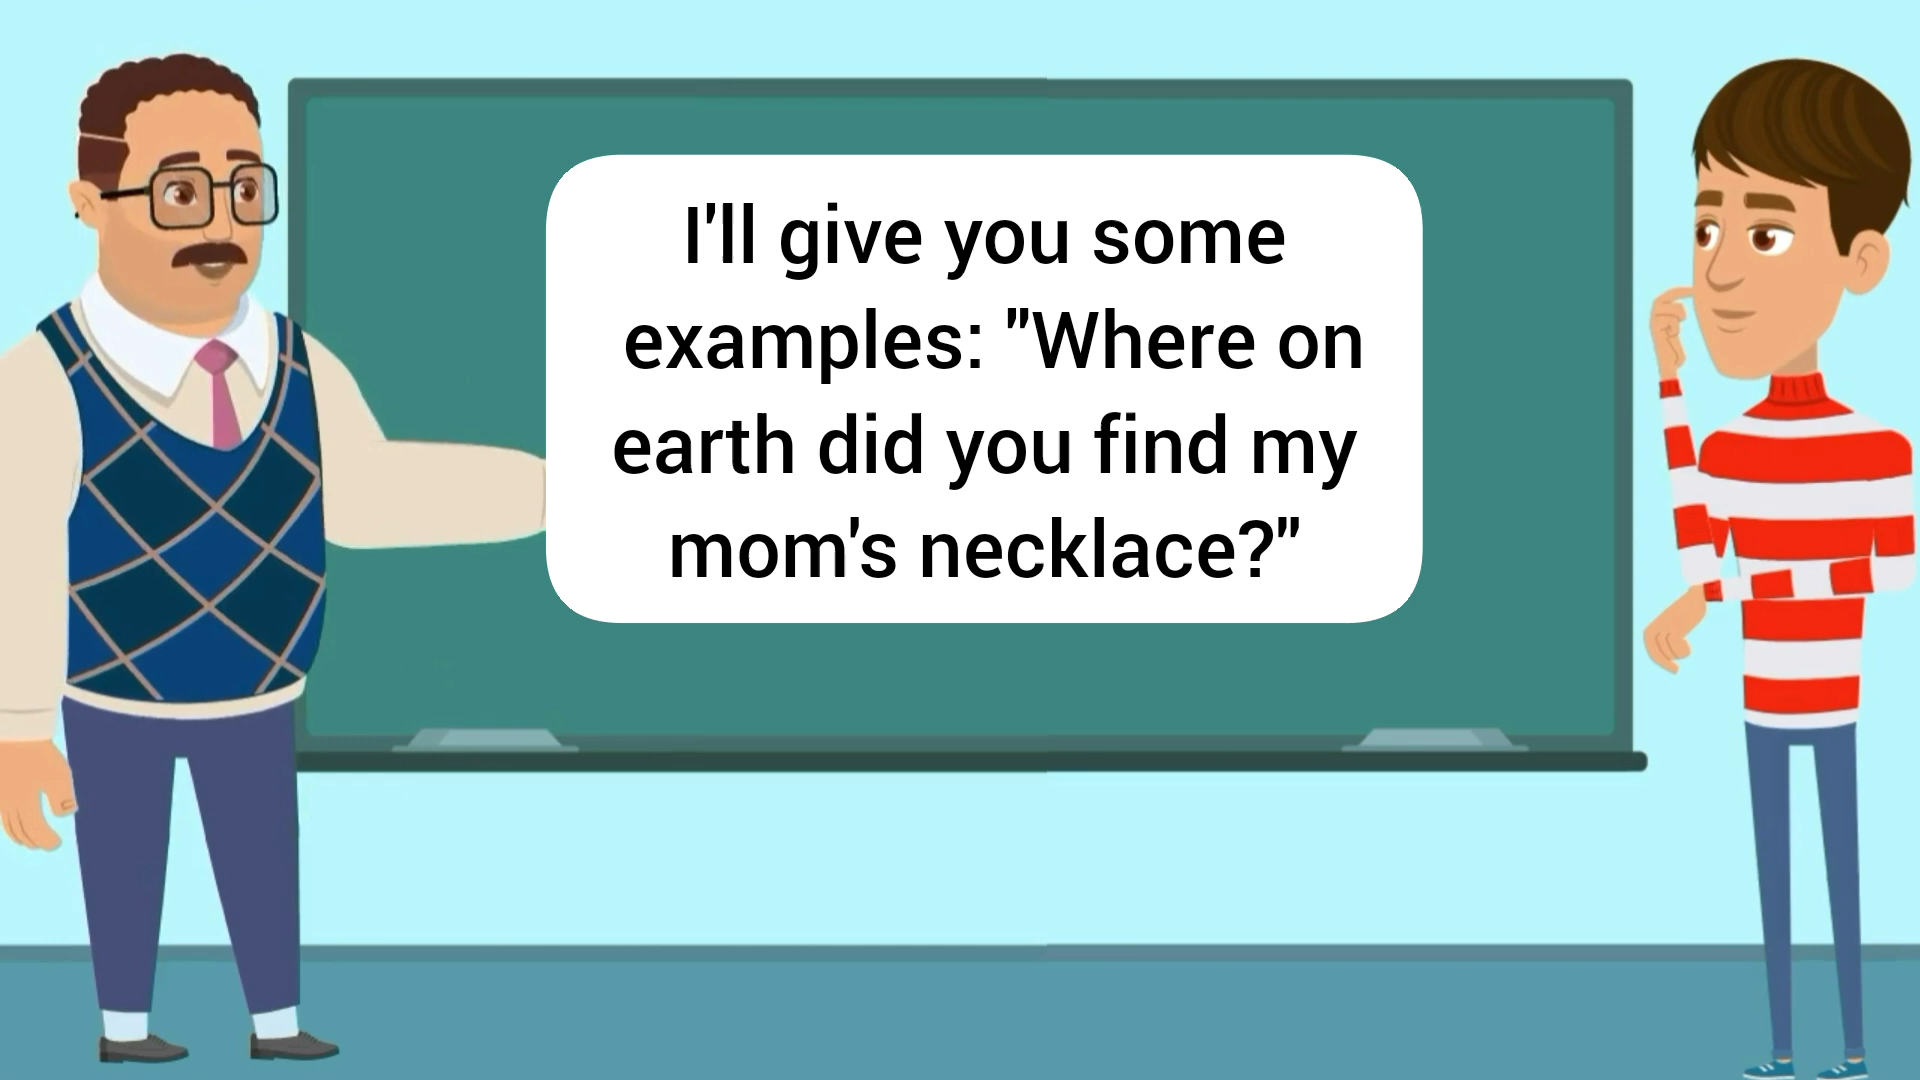 I'll give you some
examples: "Where on
earth did you find my
mom's necklace?"